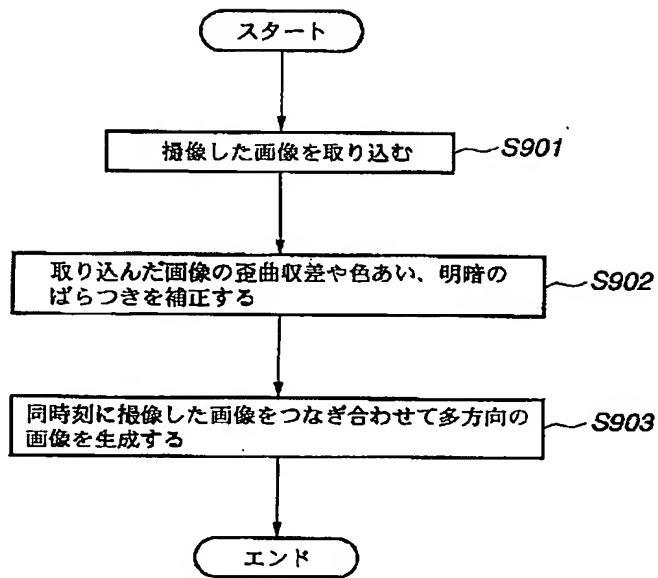 スタート
撮像した画像を取り込む
S901
取り込んだ画像の歪曲収差や色あい、明暗の
ばらつきを補正する
S902
同時刻に撮像した画像をつなぎ合わせて多方向の
画像を生成する
S903
エンド